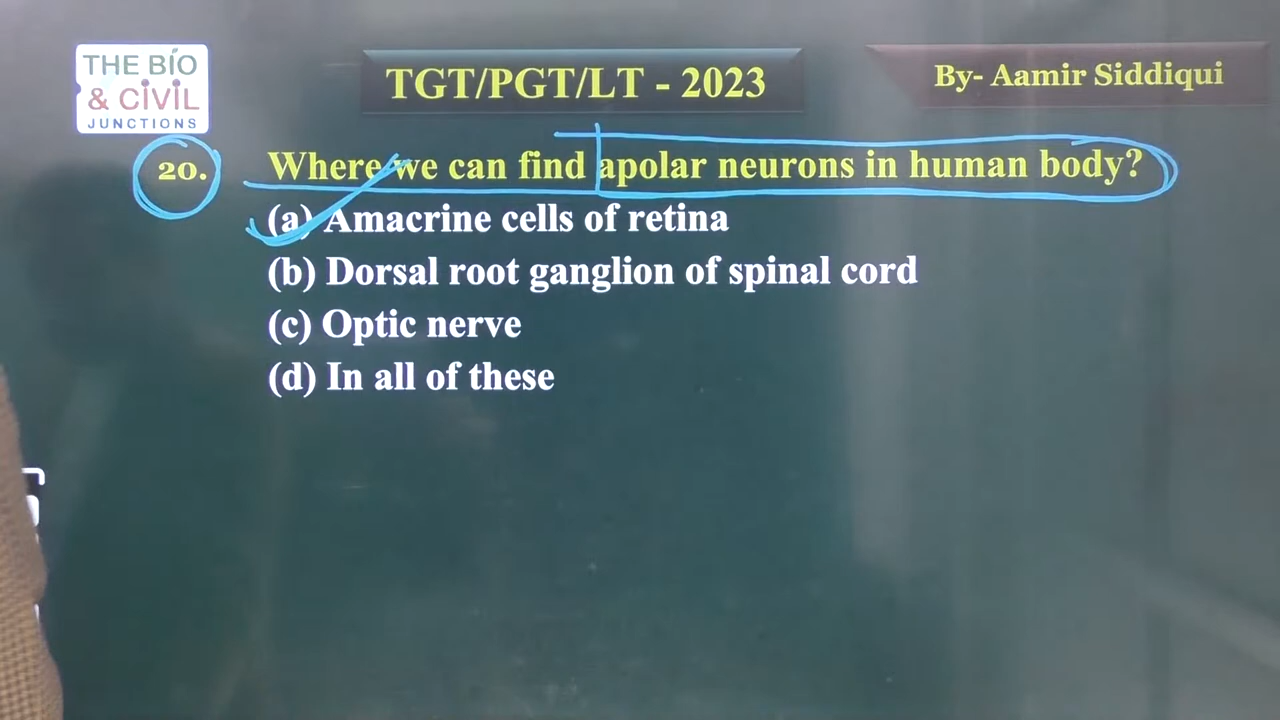 THE BIO
& CIVIL
JUNCTIONS
TGT/PGT/LT - 2023
By- Aamir Siddiqui
20. Where we can find apolar neurons in human body?
(a) Amacrine cells of retina
(b) Dorsal root ganglion of spinal cord
(c) Optic nerve
(d) In all of these